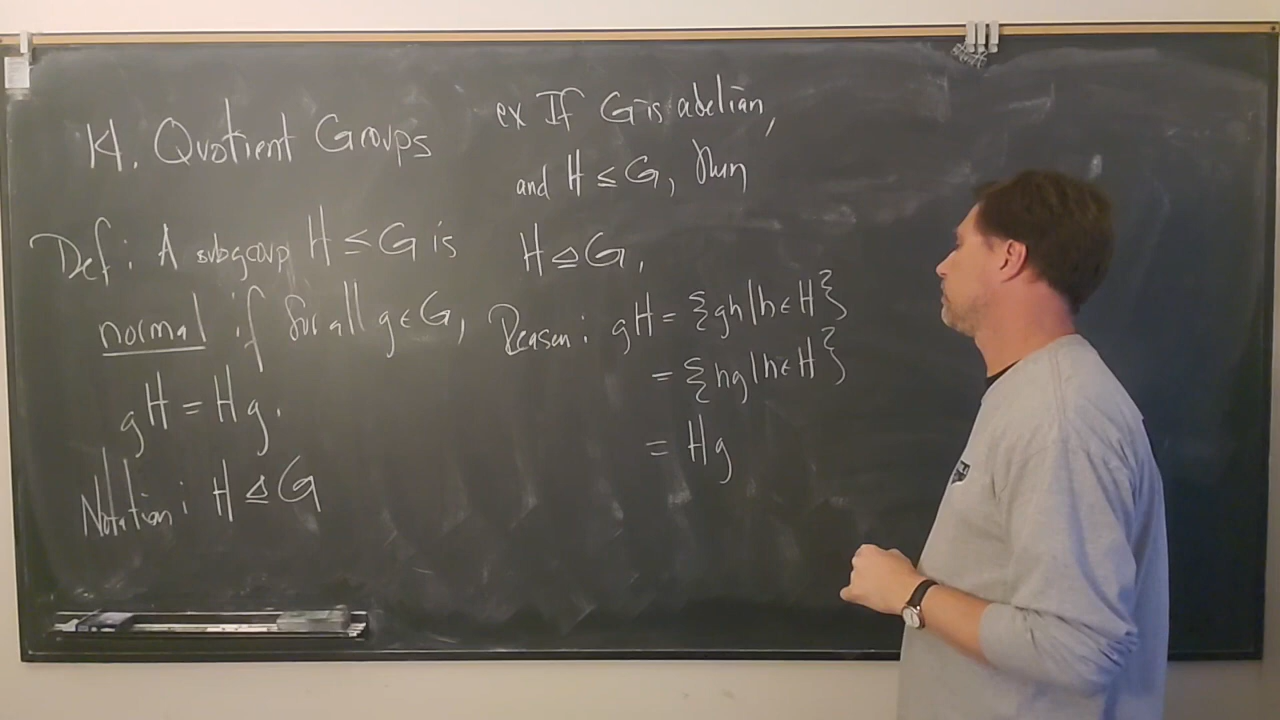 14. Quotient Groups
Def: A subgroup H ≤ G is
normal if for all g ∈ G,
gH = Hg.
Notation: H ⊴ G
ex If G is abelian,
and H ≤ G, then
H ⊴ G.
Reason: gH = {gh | h ∈ H}
= {hg | h ∈ H}
= Hg